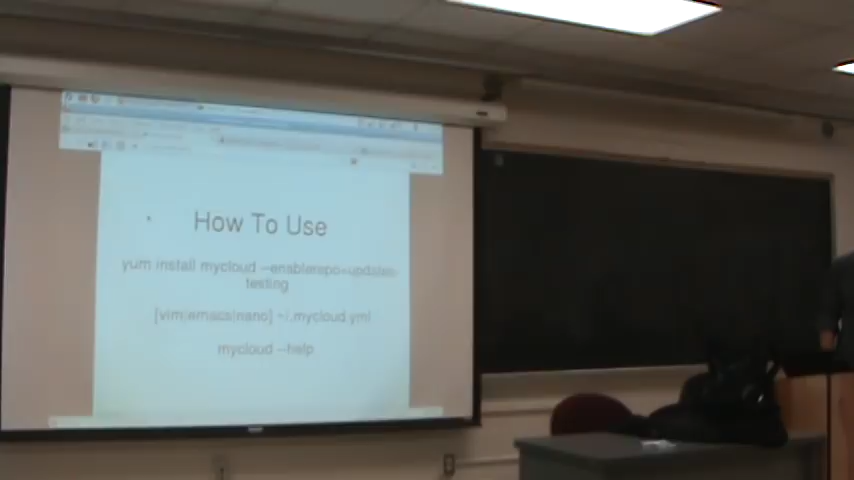 How To Use
yum install mycloud --enablerepo=updates-
testing
[vim|emacs|nano] ~/.mycloud.yml
mycloud --help